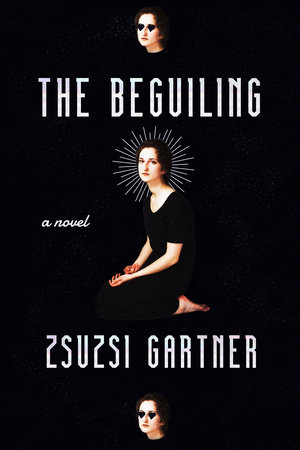 THE BEGUILING
a novel
ZSUZSI GARTNER